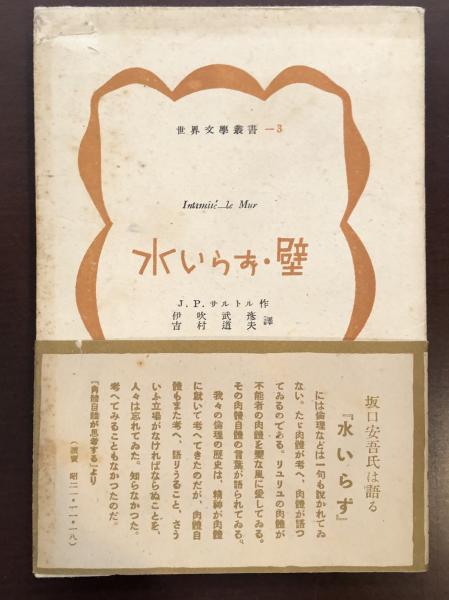 世界文學叢書—3
Intimité—le Mur
水いらず・壁
J.P.サルトル作
伊吹武彦
吉村道夫 譯
坂口安吾氏は語る
『水いらず』
には倫理などは一句も說かれてゐ
ない。たゞ肉體が考へ、肉體が語つ
てゐるのである。リュリュの肉體が
不能者の肉體を變な風に愛してゐる。
その肉體自體の言葉が語られてゐる。
我々の倫理の歷史は、精神が肉體
に就いて考へてきたのだが、肉體自
體もまた考へ、語りうること、さう
いふ立場がなければならぬことを、
人々は忘れてゐた。知らなかつた。
考へてみることもなかつたのだ。
「肉體自體が思考する」より
(讀賣 昭二一・一一・一八)